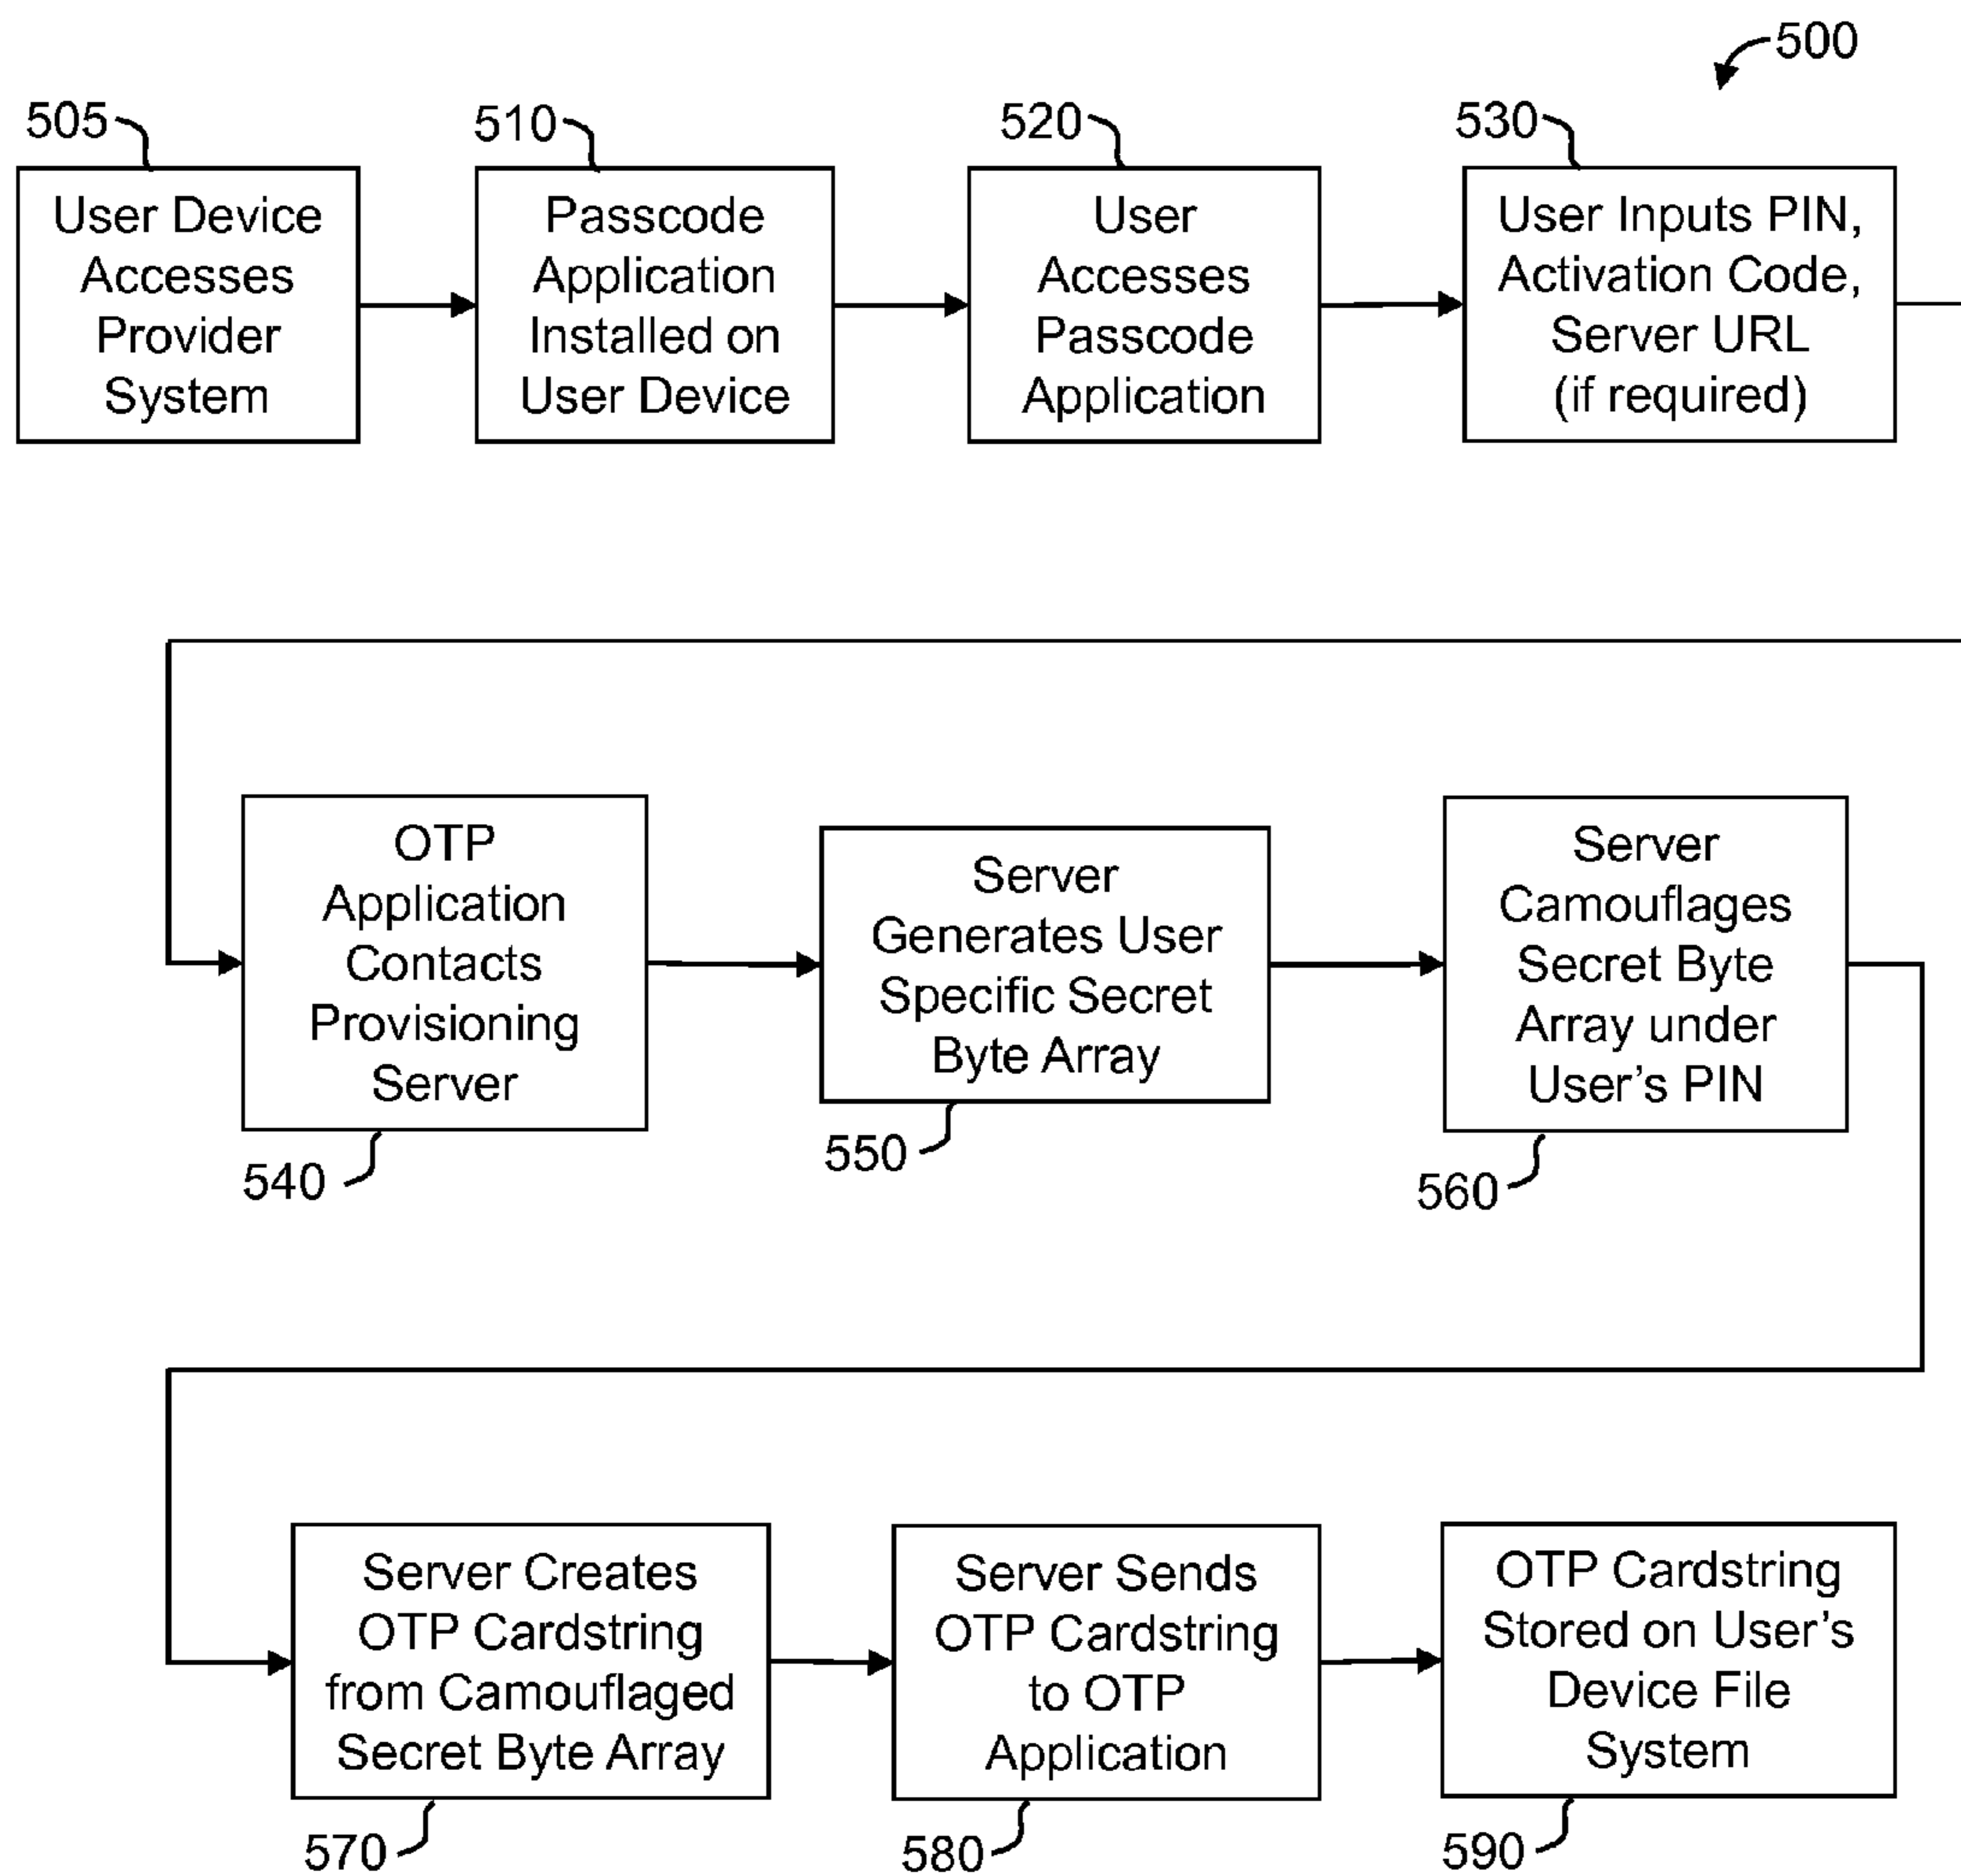 500
505
User Device
Accesses
Provider
System
510
Passcode
Application
Installed on
User Device
520
User
Accesses
Passcode
Application
530
User Inputs PIN,
Activation Code,
Server URL
(if required)
OTP
Application
Contacts
Provisioning
Server
540
Server
Generates User
Specific Secret
Byte Array
550
Server
Camouflages
Secret Byte
Array under
User’s PIN
560
Server Creates
OTP Cardstring
from Camouflaged
Secret Byte Array
570
Server Sends
OTP Cardstring
to OTP
Application
580
OTP Cardstring
Stored on User’s
Device File
System
590